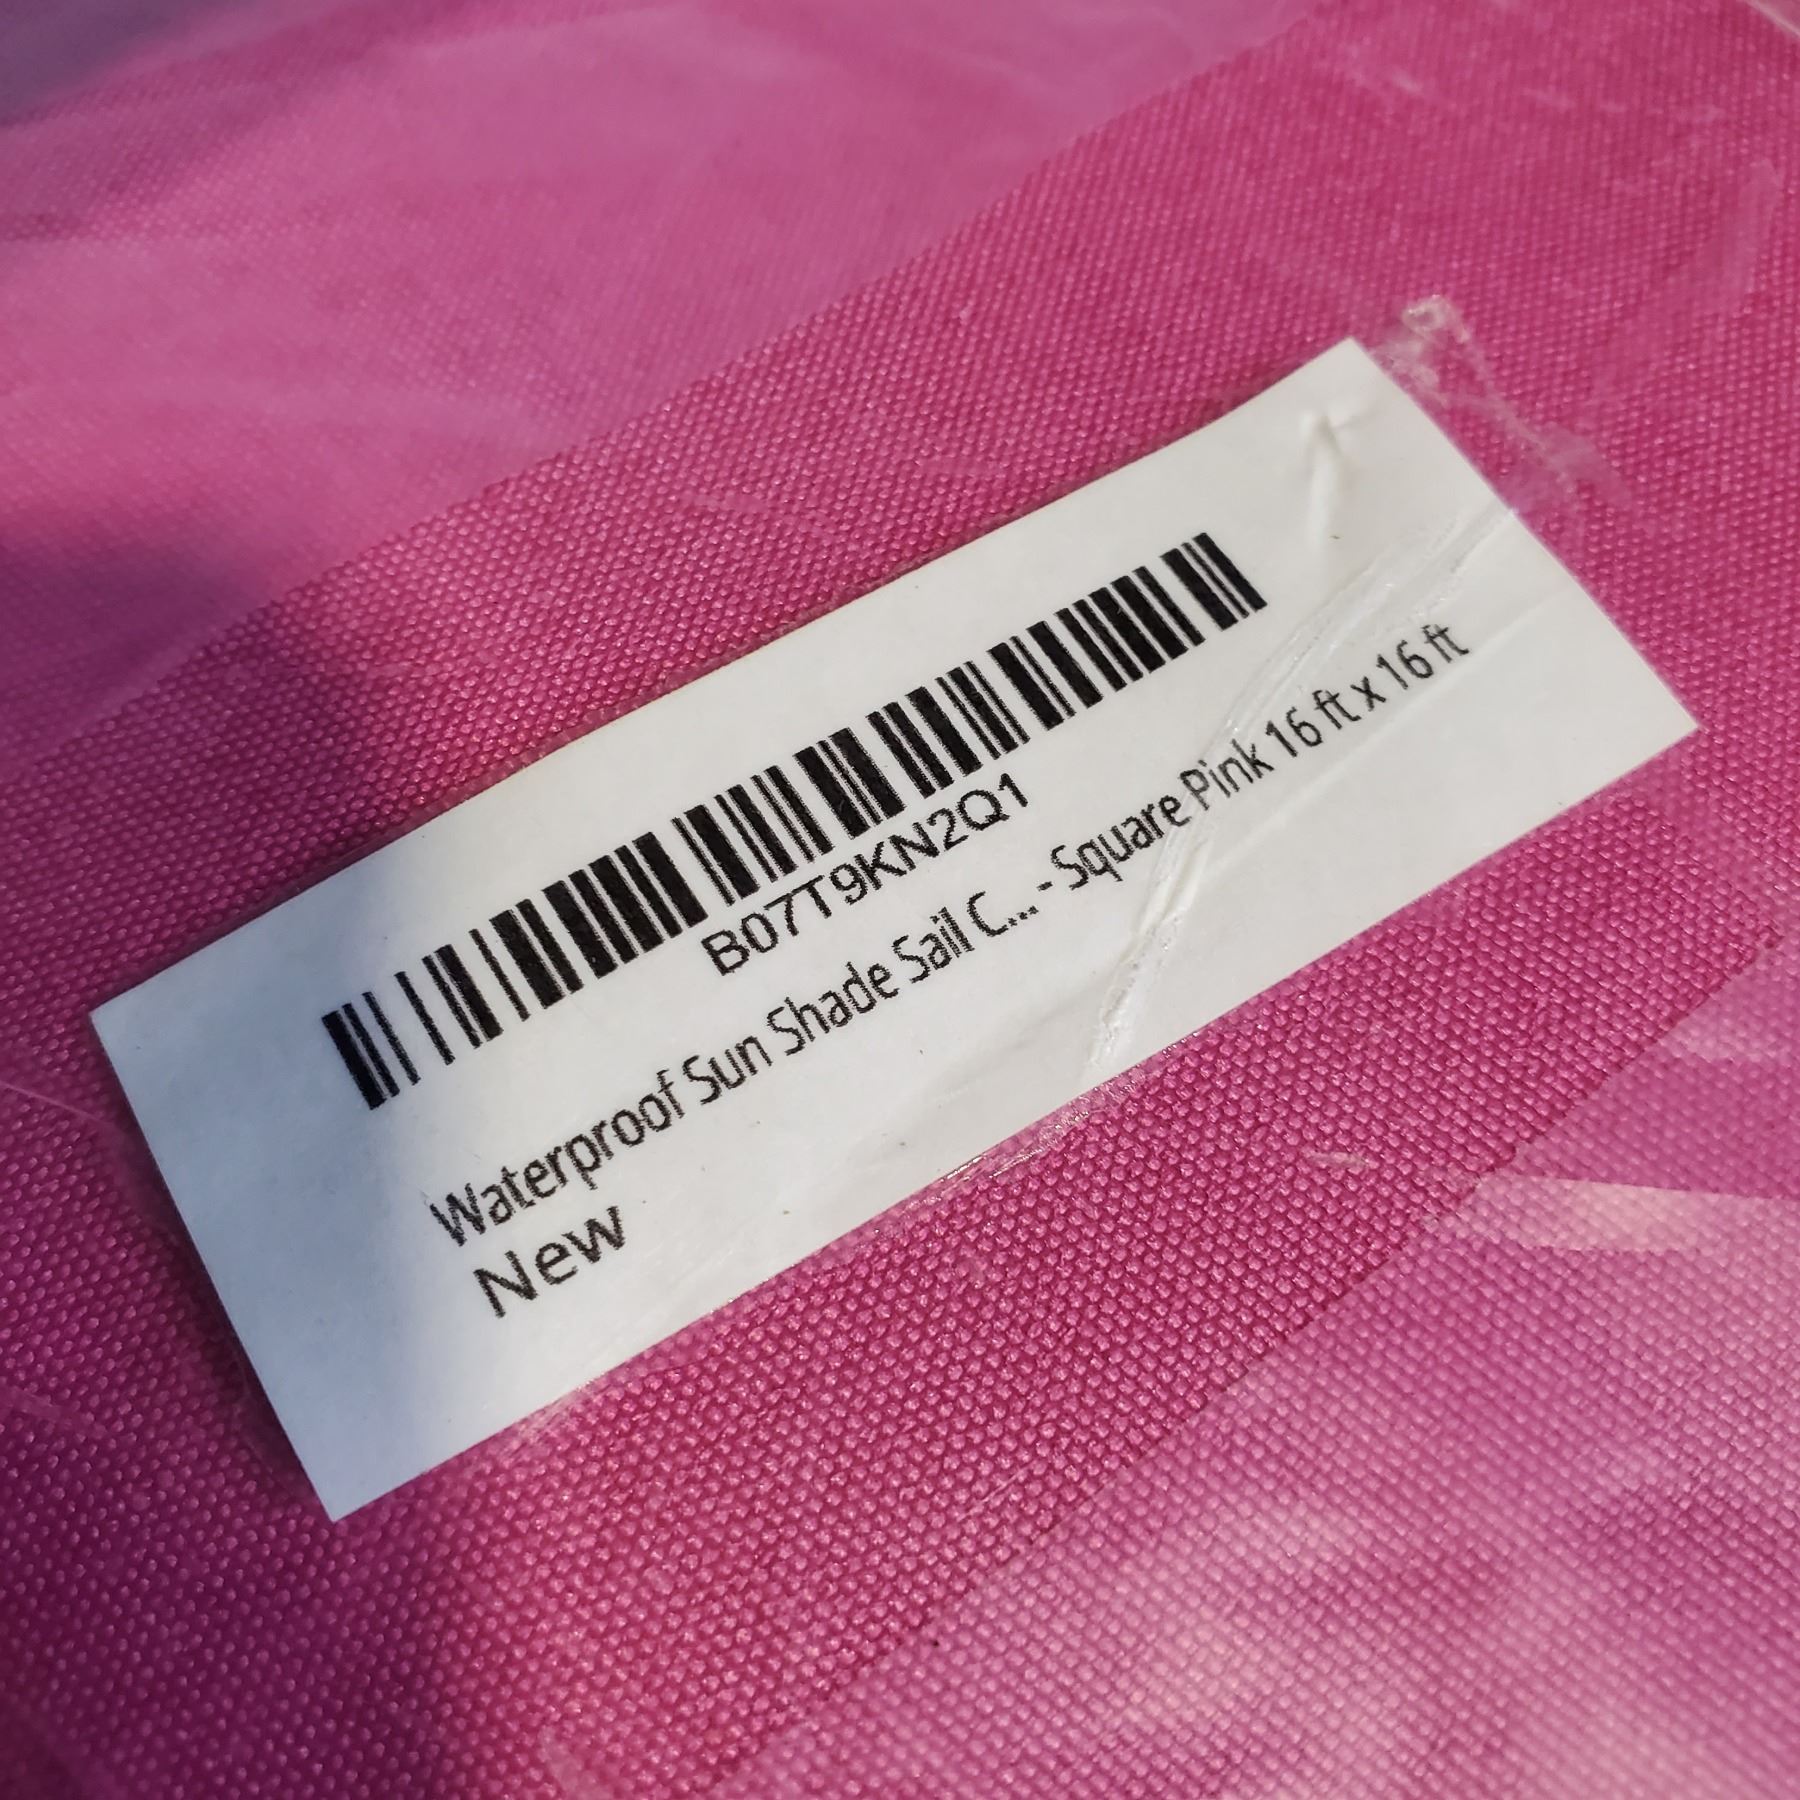 B07T9KN2Q1
Waterproof Sun Shade Sail C... - Square Pink 16 ft x 16 ft
New